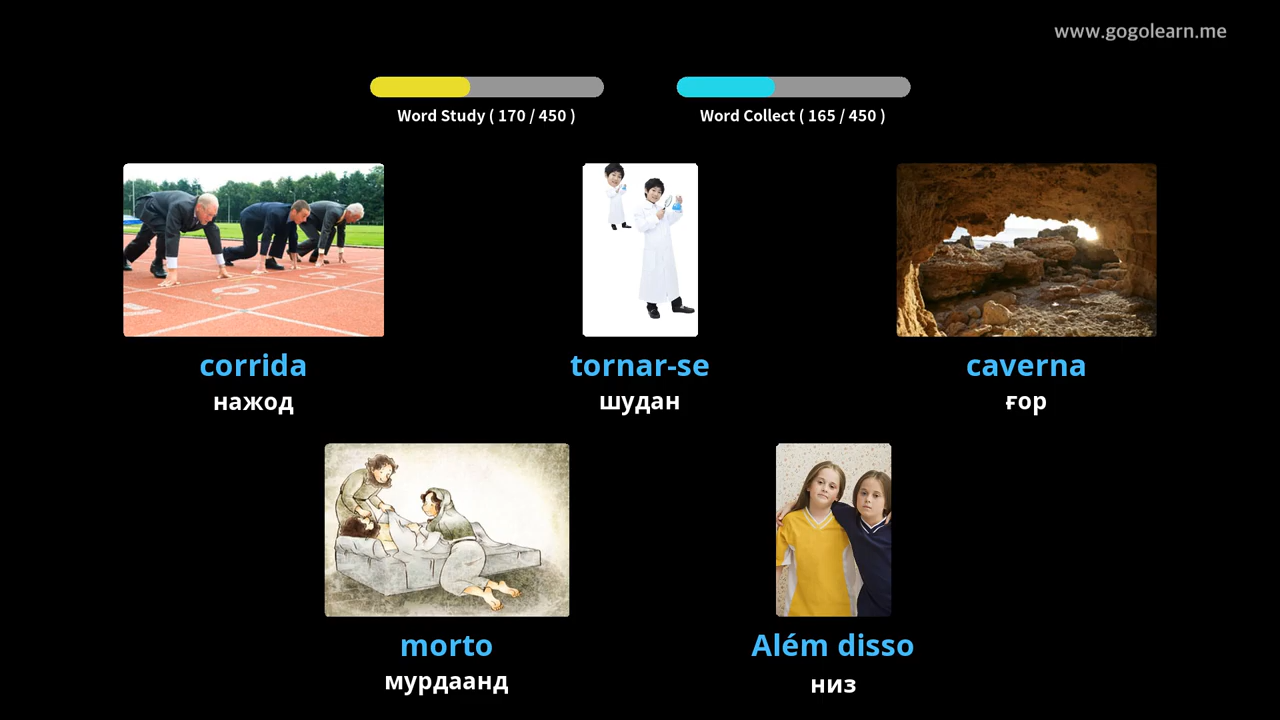 www.gogolearn.me
Word Study ( 170 / 450 )
Word Collect ( 165 / 450 )
corrida
нажод
tornar-se
шудан
caverna
ғор
morto
мурдаанд
Além disso
низ